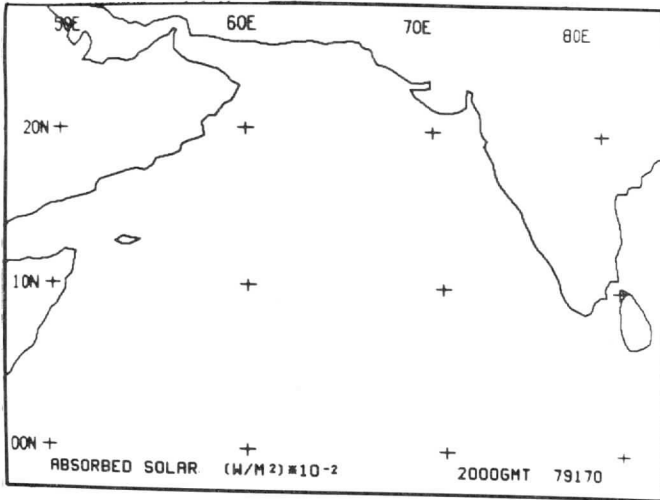 50E 60E 70E 80E
20N
10N
00N
ABSORBED SOLAR (W/M²)*10⁻²
2000GMT 79170